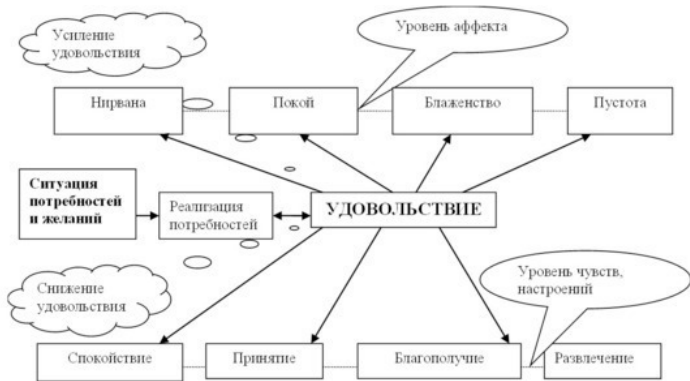 Усиление
удовольствия
Уровень аффекта
Нирвана
Покой
Блаженство
Пустота
Ситуация
потребностей
и желаний
Реализация
потребностей
УДОВОЛЬСТВИЕ
Снижение
удовольствия
Уровень чувств,
настроений
Спокойствие
Принятие
Благополучие
Развлечение